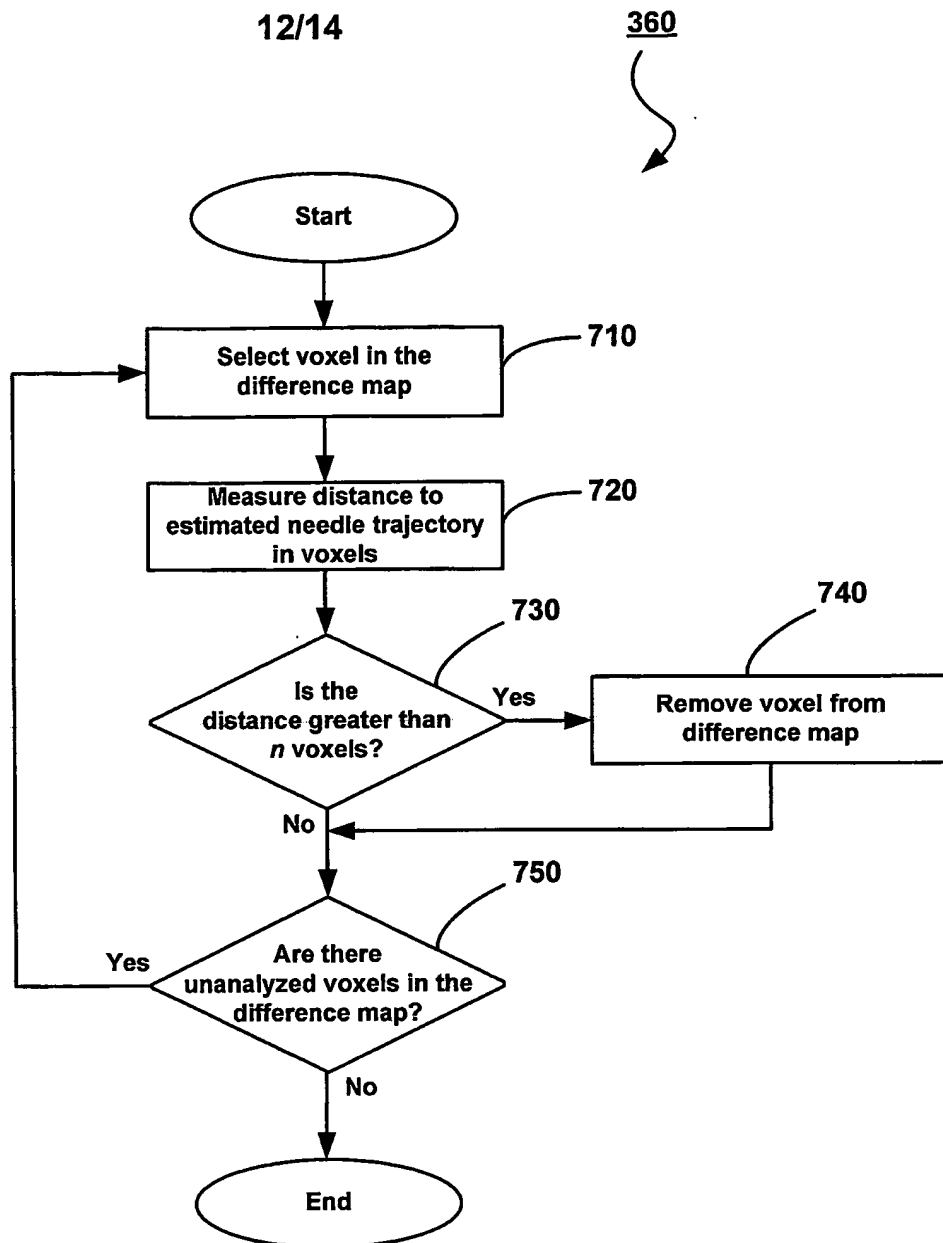 12/14
360
Start
710
Select voxel in the
difference map
720
Measure distance to
estimated needle trajectory
in voxels
730
740
Is the
distance greater than
n voxels?
Yes
Remove voxel from
difference map
No
750
Are there
unanalyzed voxels in the
difference map?
Yes
No
End